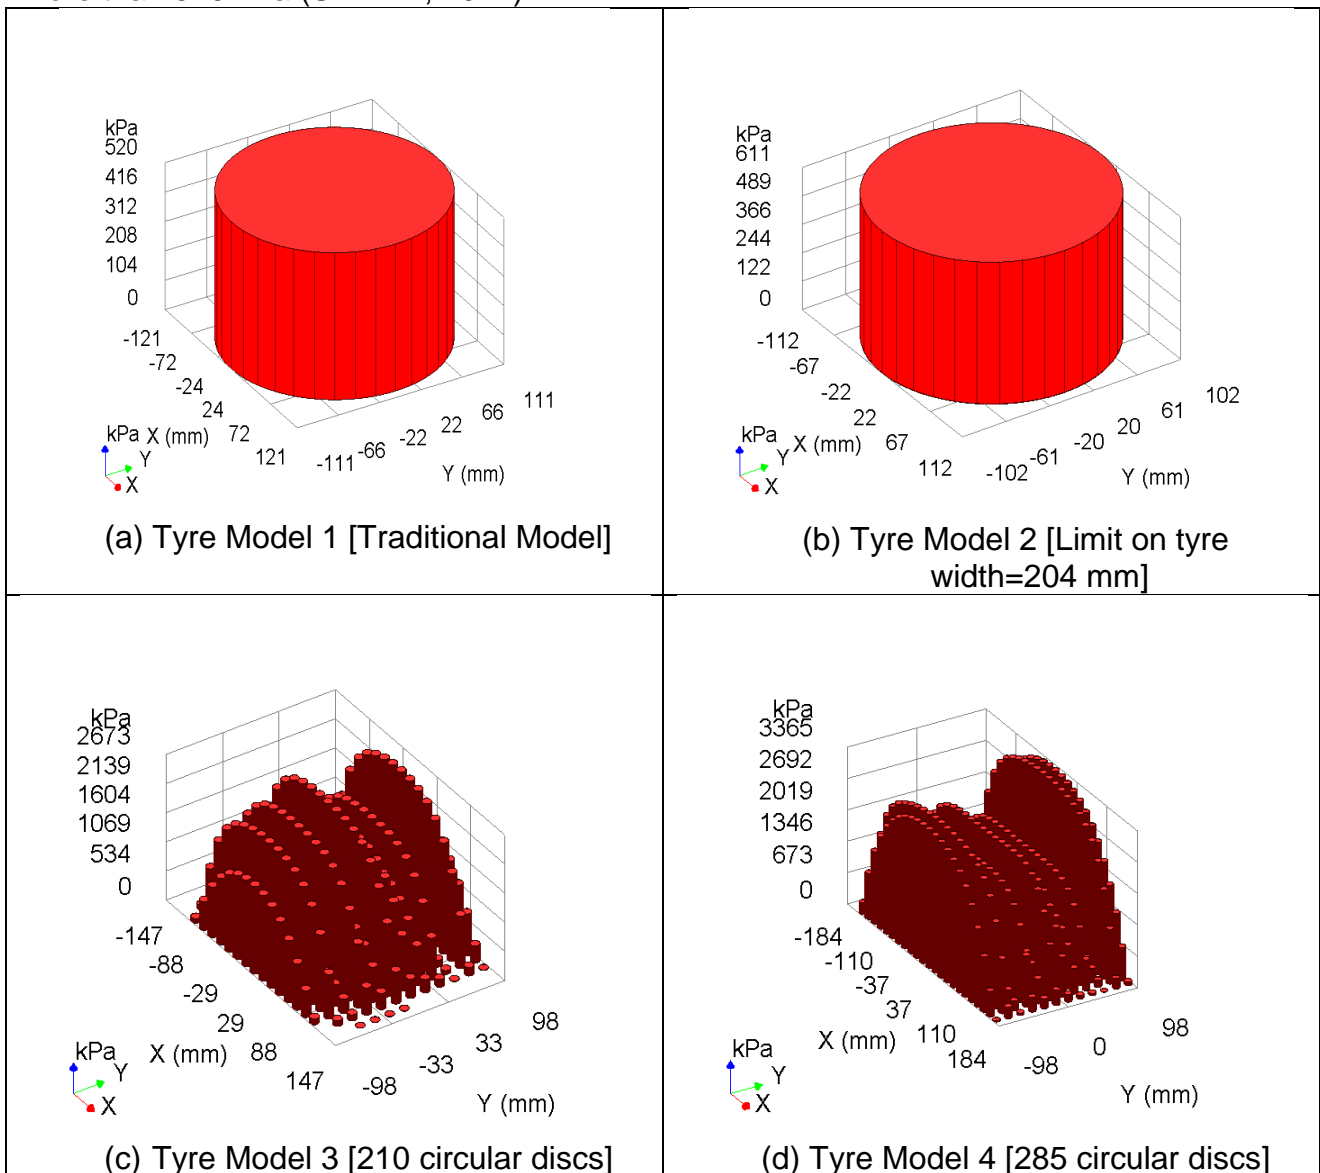 kPa
520
416
312
208
104
0
-121
-72
-24
24
72
121
-111
-66
-22
22
66
111
kPa
X (mm)
Y
X
Y (mm)
(a) Tyre Model 1 [Traditional Model]
kPa
611
489
366
244
122
0
-112
-67
-22
22
67
112
-102
-61
-20
20
61
102
kPa
X (mm)
Y
X
Y (mm)
(b) Tyre Model 2 [Limit on tyre
width=204 mm]
kPa
2673
2139
1604
1069
534
0
-147
-88
-29
29
88
147
-98
-33
33
98
kPa
X (mm)
Y
X
Y (mm)
(c) Tyre Model 3 [210 circular discs]
kPa
3365
2692
2019
1346
673
0
-184
-110
-37
37
110
184
-98
0
98
kPa
X (mm)
Y
X
Y (mm)
(d) Tyre Model 4 [285 circular discs]